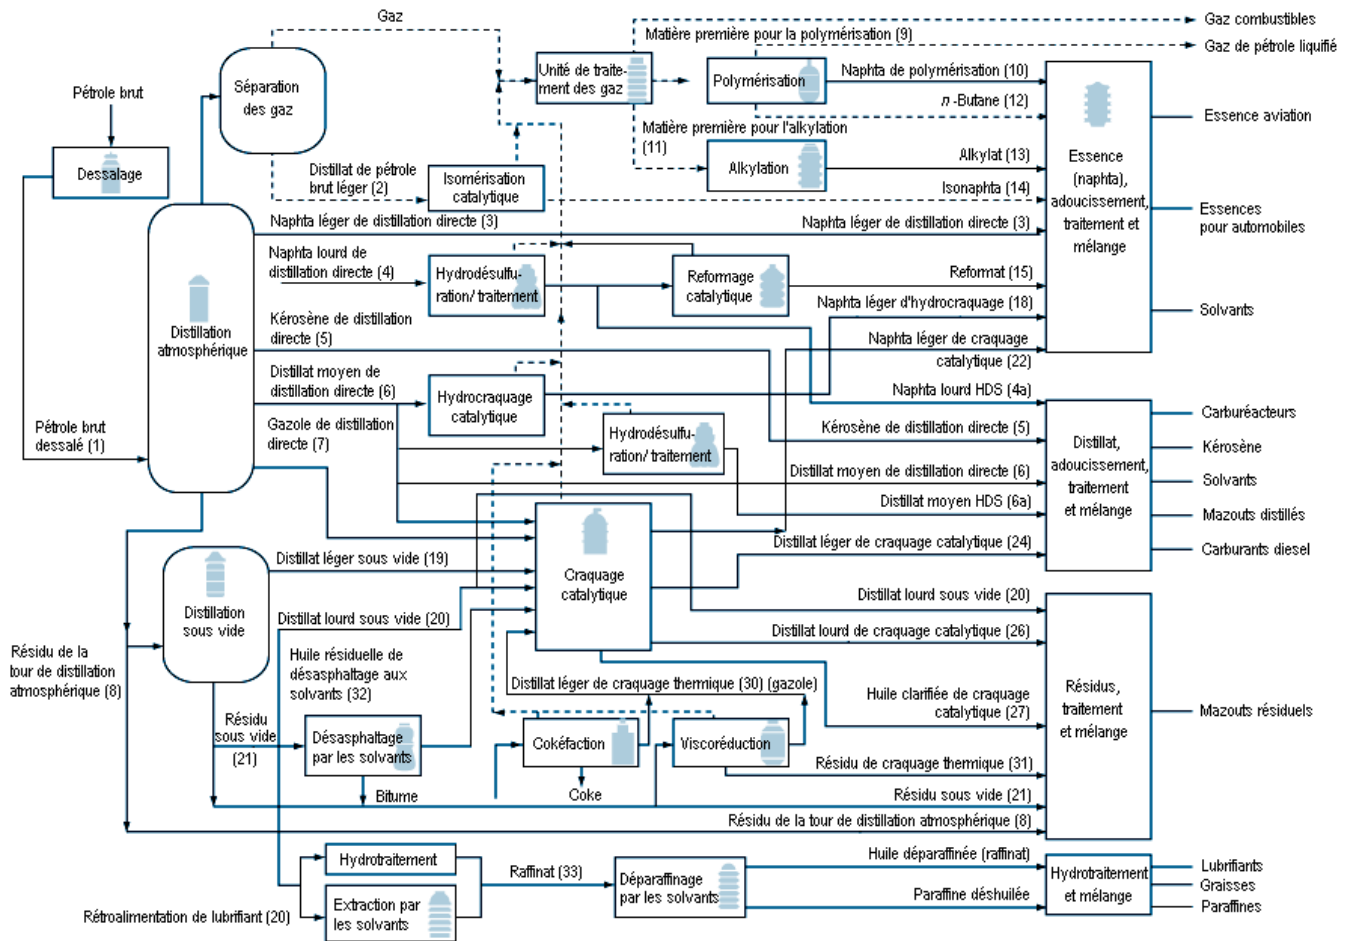 Gaz
Gaz combustibles
Matière première pour la polymérisation (9)
Gaz de pétrole liquifié
Séparation
des gaz
Unité de traite-
ment des gaz
Polymérisation
Naphta de polymérisation (10)
Pétrole brut
n -Butane (12)
Essence aviation
Matière première pour l'alkylation
(11)
Dessalage
Distillat de pétrole
brut léger (2)
Isomérisation
catalytique
Alkylation
Alkylat (13)
Essence
(naphta),
adoucissement,
traitement et
mélange
Isonaphta (14)
Naphta léger de distillation directe (3)
Naphta léger de distillation directe (3)
Essences
pour automobiles
Naphta lourd de
distillation directe (4)
Hydrodésulfu-
ration/ traitement
Reformage
catalytique
Reformat (15)
Naphta léger d'hydrocraquage (18)
Solvants
Distillation
atmosphérique
Kérosène de distillation
directe (5)
Naphta léger de craquage
catalytique (22)
Distillat moyen de
distillation directe (6)
Hydrocraquage
catalytique
Naphta lourd HDS (4a)
Carburéacteurs
Pétrole brut
dessalé (1)
Gazole de distillation
directe (7)
Hydrodésulfu-
ration/ traitement
Kérosène de distillation directe (5)
Distillat,
adoucissement,
traitement
et mélange
Kérosène
Distillat moyen de distillation directe (6)
Solvants
Distillat moyen HDS (6a)
Mazouts distillés
Distillat léger de craquage catalytique (24)
Carburants diesel
Distillat léger sous vide (19)
Craquage
catalytique
Distillation
sous vide
Distillat lourd sous vide (20)
Distillat lourd sous vide (20)
Distillat lourd de craquage catalytique (26)
Résidu de la
tour de distillation
atmosphérique (8)
Huile résiduelle de
désasphaltage aux
solvants (32)
Distillat léger de craquage thermique (30) (gazole)
Huile clarifiée de craquage
catalytique (27)
Résidus,
traitement
et mélange
Mazouts résiduels
Résidu
sous vide
(21)
Désasphaltage
par les solvants
Cokéfaction
Viscoréduction
Résidu de craquage thermique (31)
Bitume
Coke
Résidu sous vide (21)
Résidu de la tour de distillation atmosphérique (8)
Hydrotraitement
Raffinat (33)
Déparaffinage
par les solvants
Huile déparaffinée (raffinat)
Hydrotraitement
et mélange
Lubrifiants
Graisses
Rétroalimentation de lubrifiant (20)
Extraction par
les solvants
Paraffine déshuilée
Paraffines